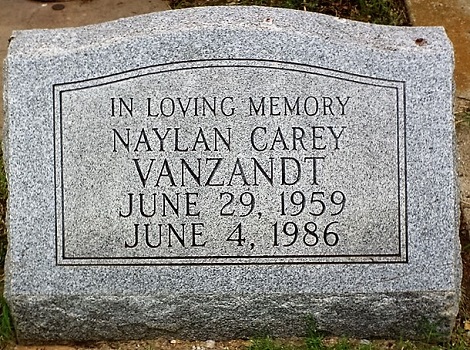 IN LOVING MEMORY
NAYLAN CAREY
VANZANDT
JUNE 29, 1959
JUNE 4, 1986